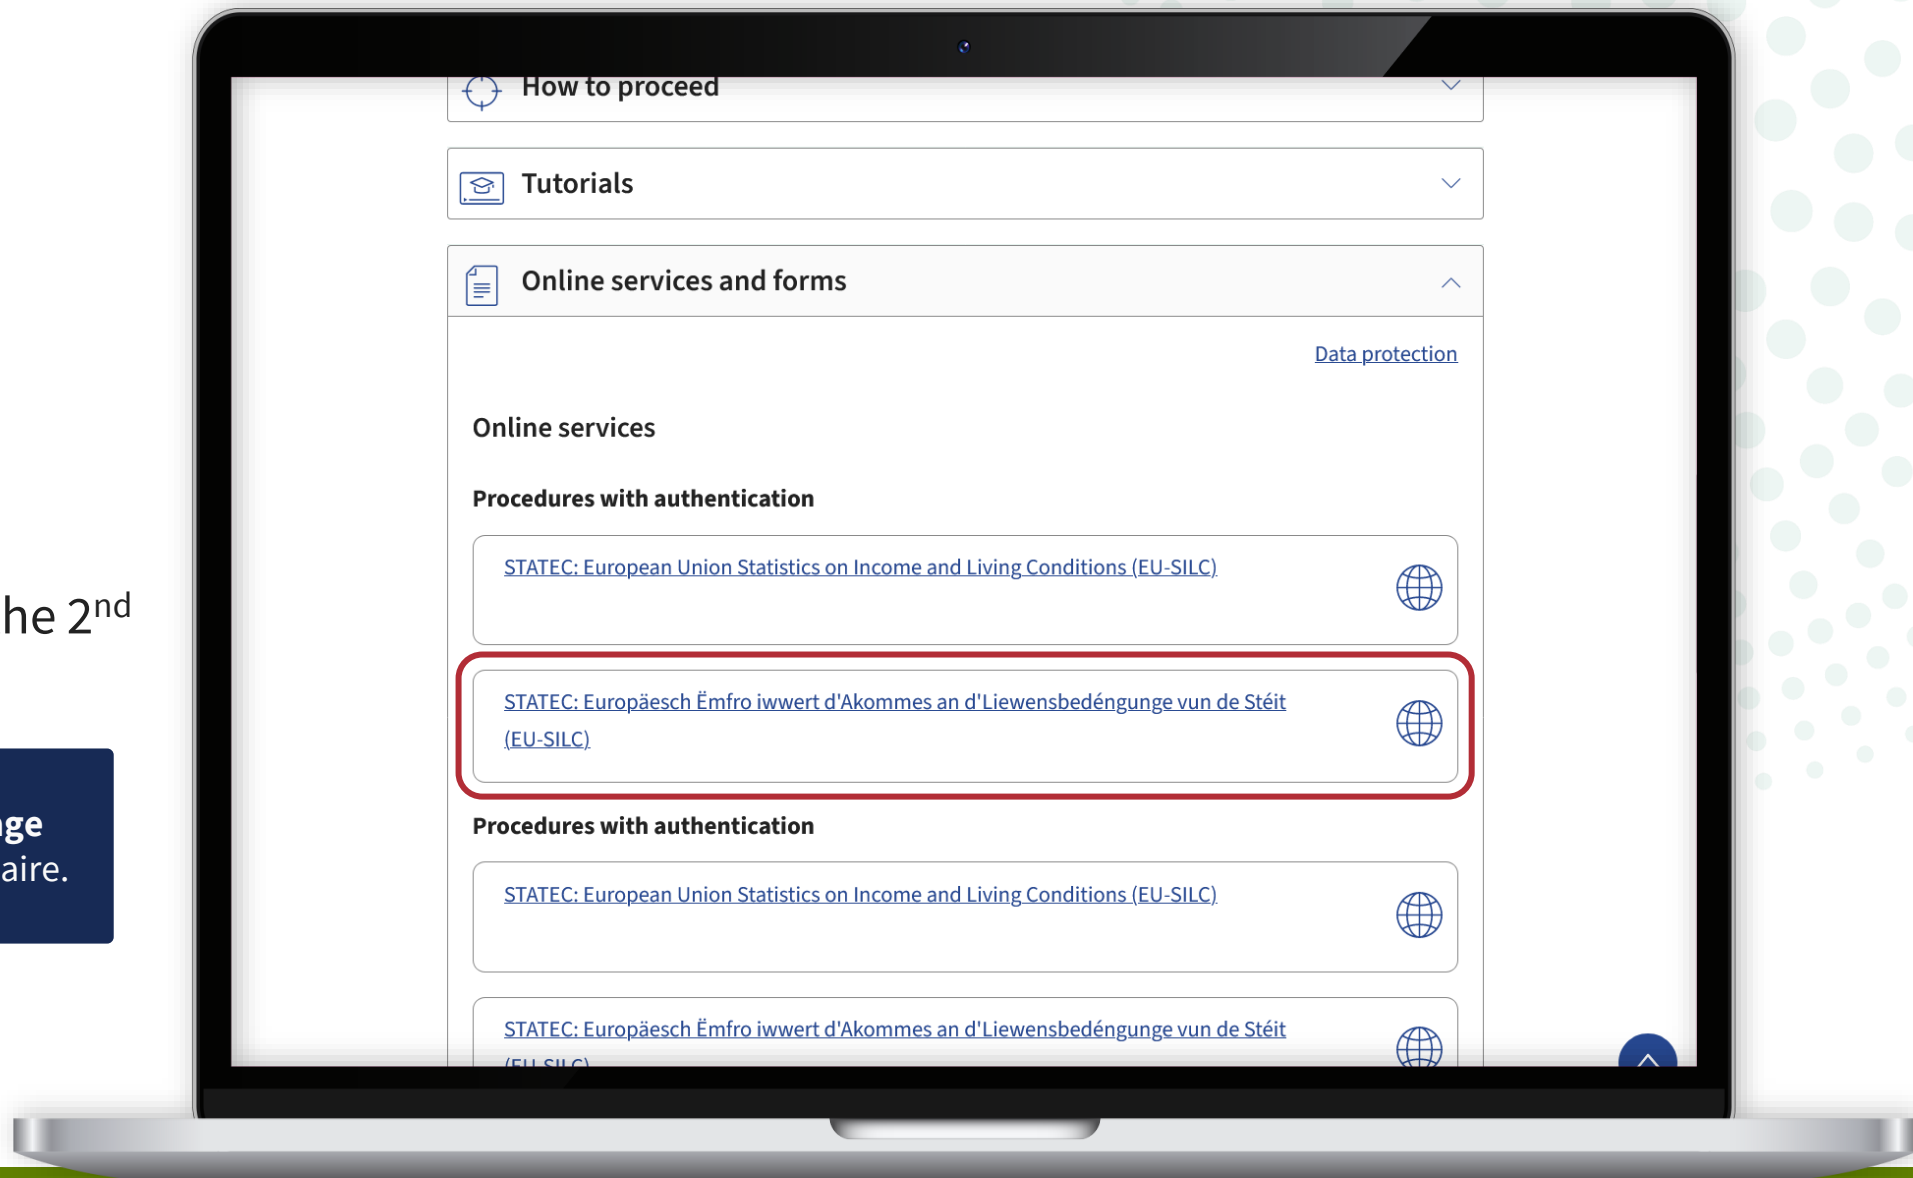 How to proceed
Tutorials
Online services and forms
Data protection
Online services
Procedures with authentication
STATEC: European Union Statistics on Income and Living Conditions (EU-SILC)
he 2nd
STATEC: Europäesch Ëmfro iwwert d'Akommes an d'Liewensbedéngunge vun de Stéit
(EU-SILC)
ge
aire.
Procedures with authentication
STATEC: European Union Statistics on Income and Living Conditions (EU-SILC)
STATEC: Europäesch Ëmfro iwwert d'Akommes an d'Liewensbedéngunge vun de Stéit
(EU-SILC)